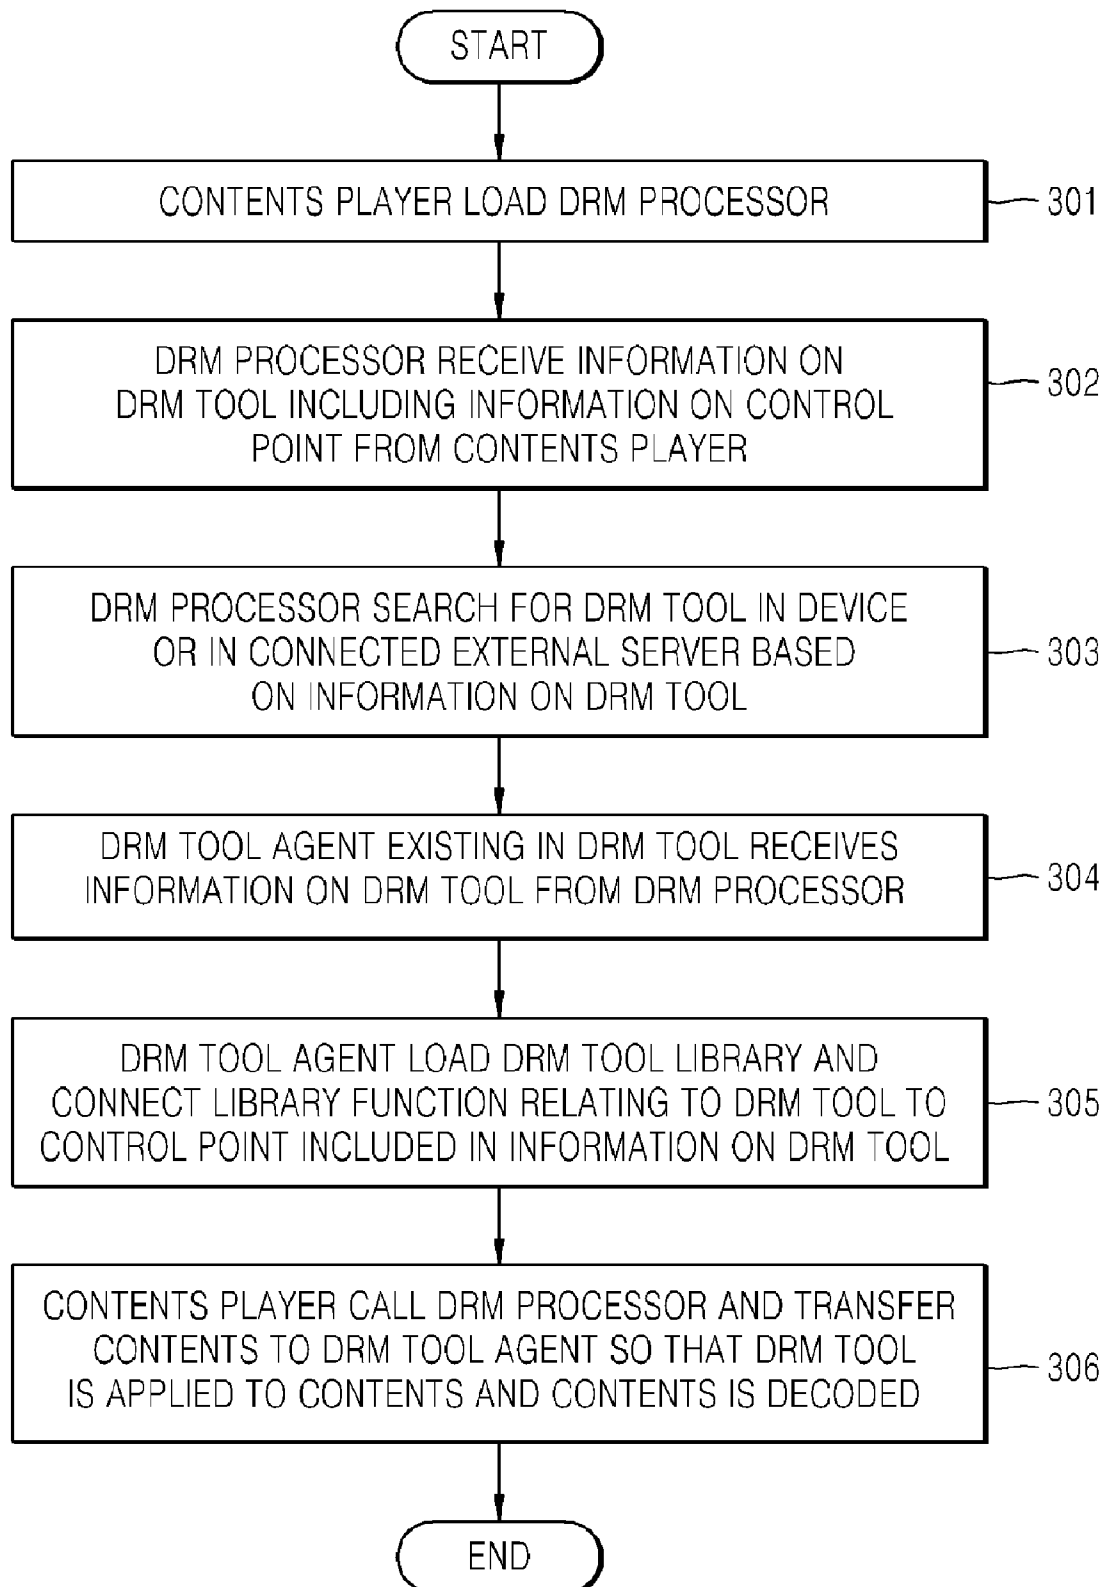 START
CONTENTS PLAYER LOAD DRM PROCESSOR
301
DRM PROCESSOR RECEIVE INFORMATION ON
DRM TOOL INCLUDING INFORMATION ON CONTROL
POINT FROM CONTENTS PLAYER
302
DRM PROCESSOR SEARCH FOR DRM TOOL IN DEVICE
OR IN CONNECTED EXTERNAL SERVER BASED
ON INFORMATION ON DRM TOOL
303
DRM TOOL AGENT EXISTING IN DRM TOOL RECEIVES
INFORMATION ON DRM TOOL FROM DRM PROCESSOR
304
DRM TOOL AGENT LOAD DRM TOOL LIBRARY AND
CONNECT LIBRARY FUNCTION RELATING TO DRM TOOL TO
CONTROL POINT INCLUDED IN INFORMATION ON DRM TOOL
305
CONTENTS PLAYER CALL DRM PROCESSOR AND TRANSFER
CONTENTS TO DRM TOOL AGENT SO THAT DRM TOOL
IS APPLIED TO CONTENTS AND CONTENTS IS DECODED
306
END